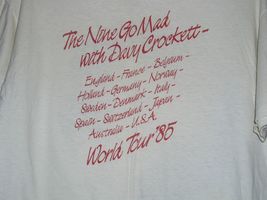 The Nine Go Mad
with Davy Crockett -
England - France - Belgium -
Holland - Germany - Norway -
Sweden - Denmark - Italy -
Spain - Switzerland - Japan -
Australia - U.S.A.
World Tour '85